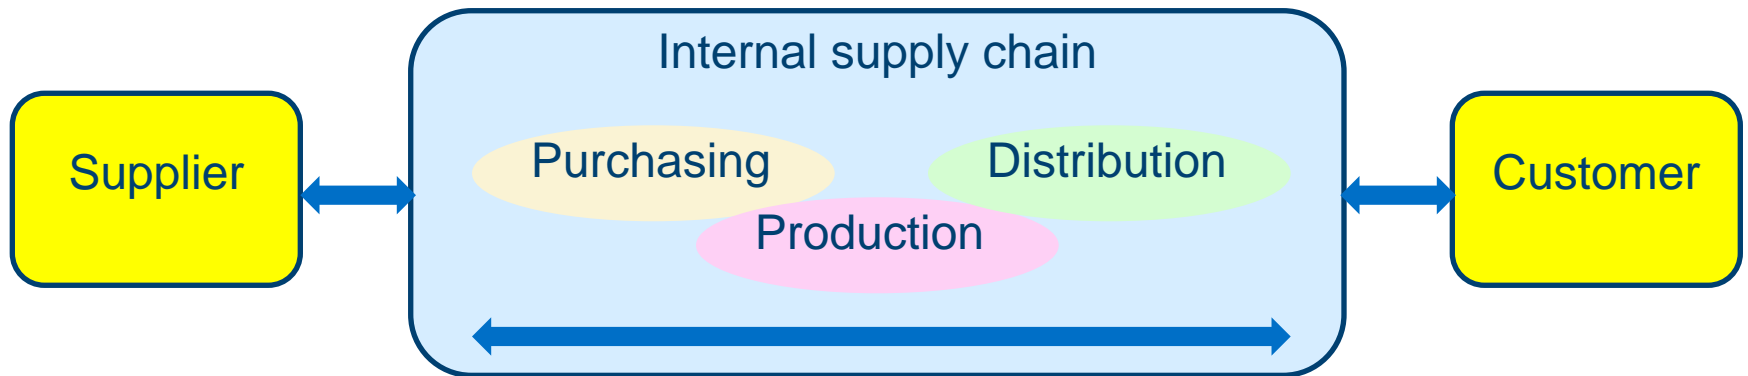 Internal supply chain
Supplier
Purchasing
Distribution
Customer
Production